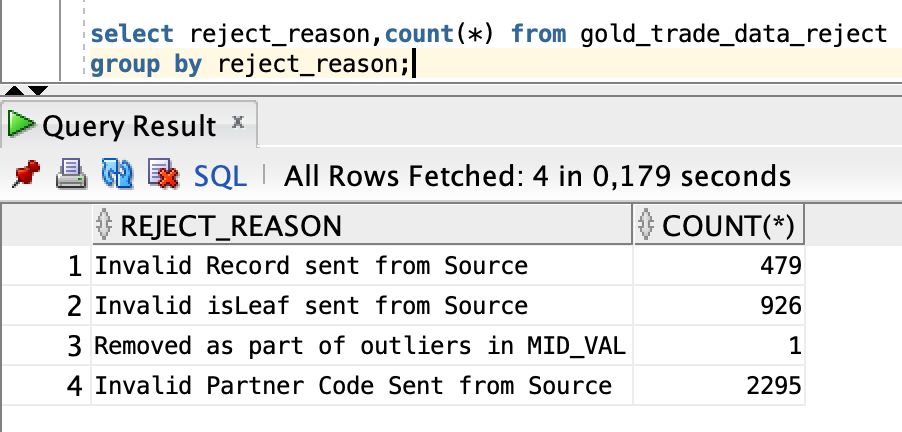 select reject_reason,count(*) from gold_trade_data_reject
group by reject_reason;
Query Result x
SQL | All Rows Fetched: 4 in 0,179 seconds
REJECT_REASON COUNT(*)
1 Invalid Record sent from Source 479
2 Invalid isLeaf sent from Source 926
3 Removed as part of outliers in MID_VAL 1
4 Invalid Partner Code Sent from Source 2295